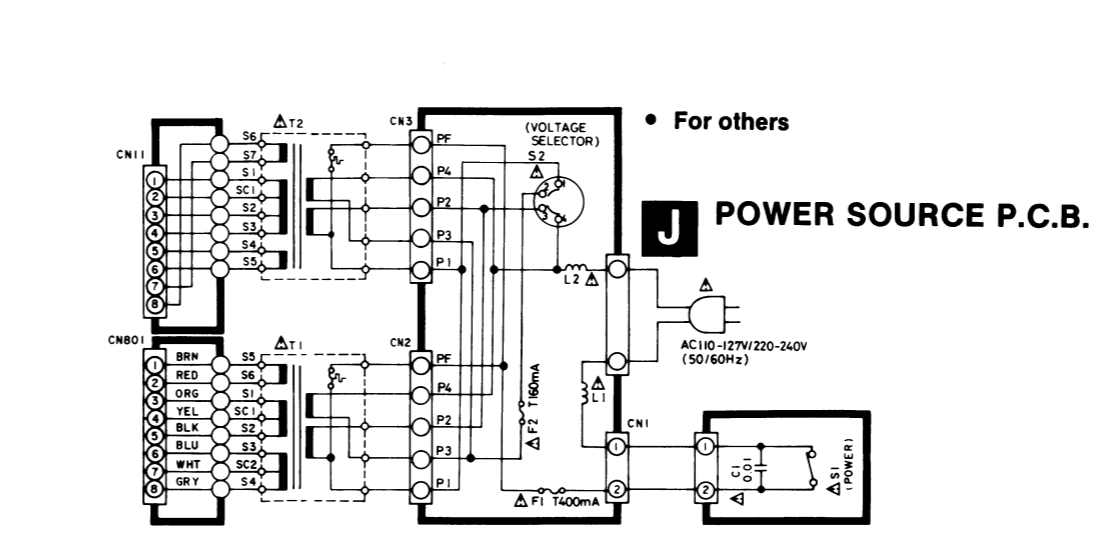 • For others
J POWER SOURCE P.C.B.
CN11
1
2
3
4
5
6
7
8
S6
S7
S1
SC1
S2
S3
S4
S5
T2
CN3
PF
P4
P2
P3
P1
(VOLTAGE
SELECTOR)
S2
2
1
3
4
L2
AC110-127V/220-240V
(50/60Hz)
CN801
1
2
3
4
5
6
7
8
BRN
RED
ORG
YEL
BLK
BLU
WHT
GRY
S5
S6
S1
SC1
S2
S3
SC2
S4
T1
CN2
PF
P4
P2
P3
P1
F2 T160mA
L1
CN1
1
2
F1 T400mA
1
2
C1
0.01
S1
(POWER)